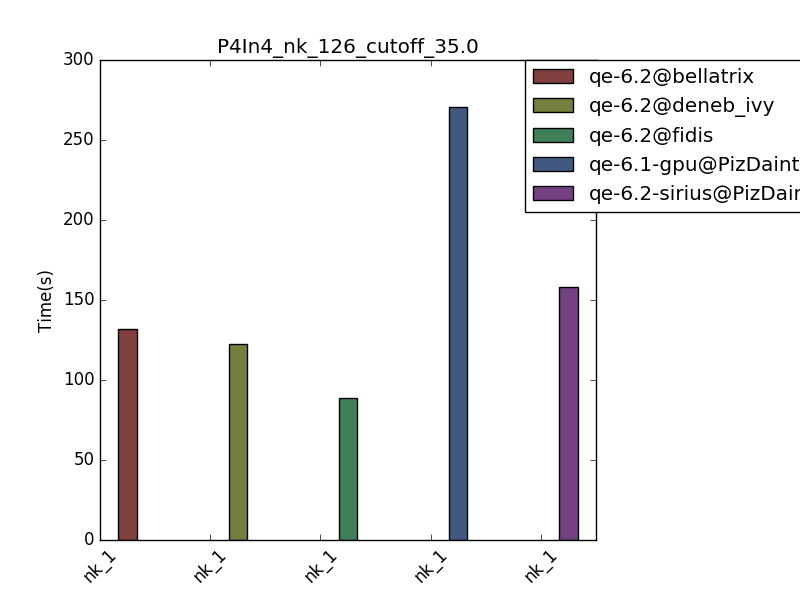 P4In4_nk_126_cutoff_35.0
300
250
200
150
100
50
0
Time(s)
nk_1
nk_1
nk_1
nk_1
nk_1
qe-6.2@bellatrix
qe-6.2@deneb_ivy
qe-6.2@fidis
qe-6.1-gpu@PizDaint
qe-6.2-sirius@PizDain